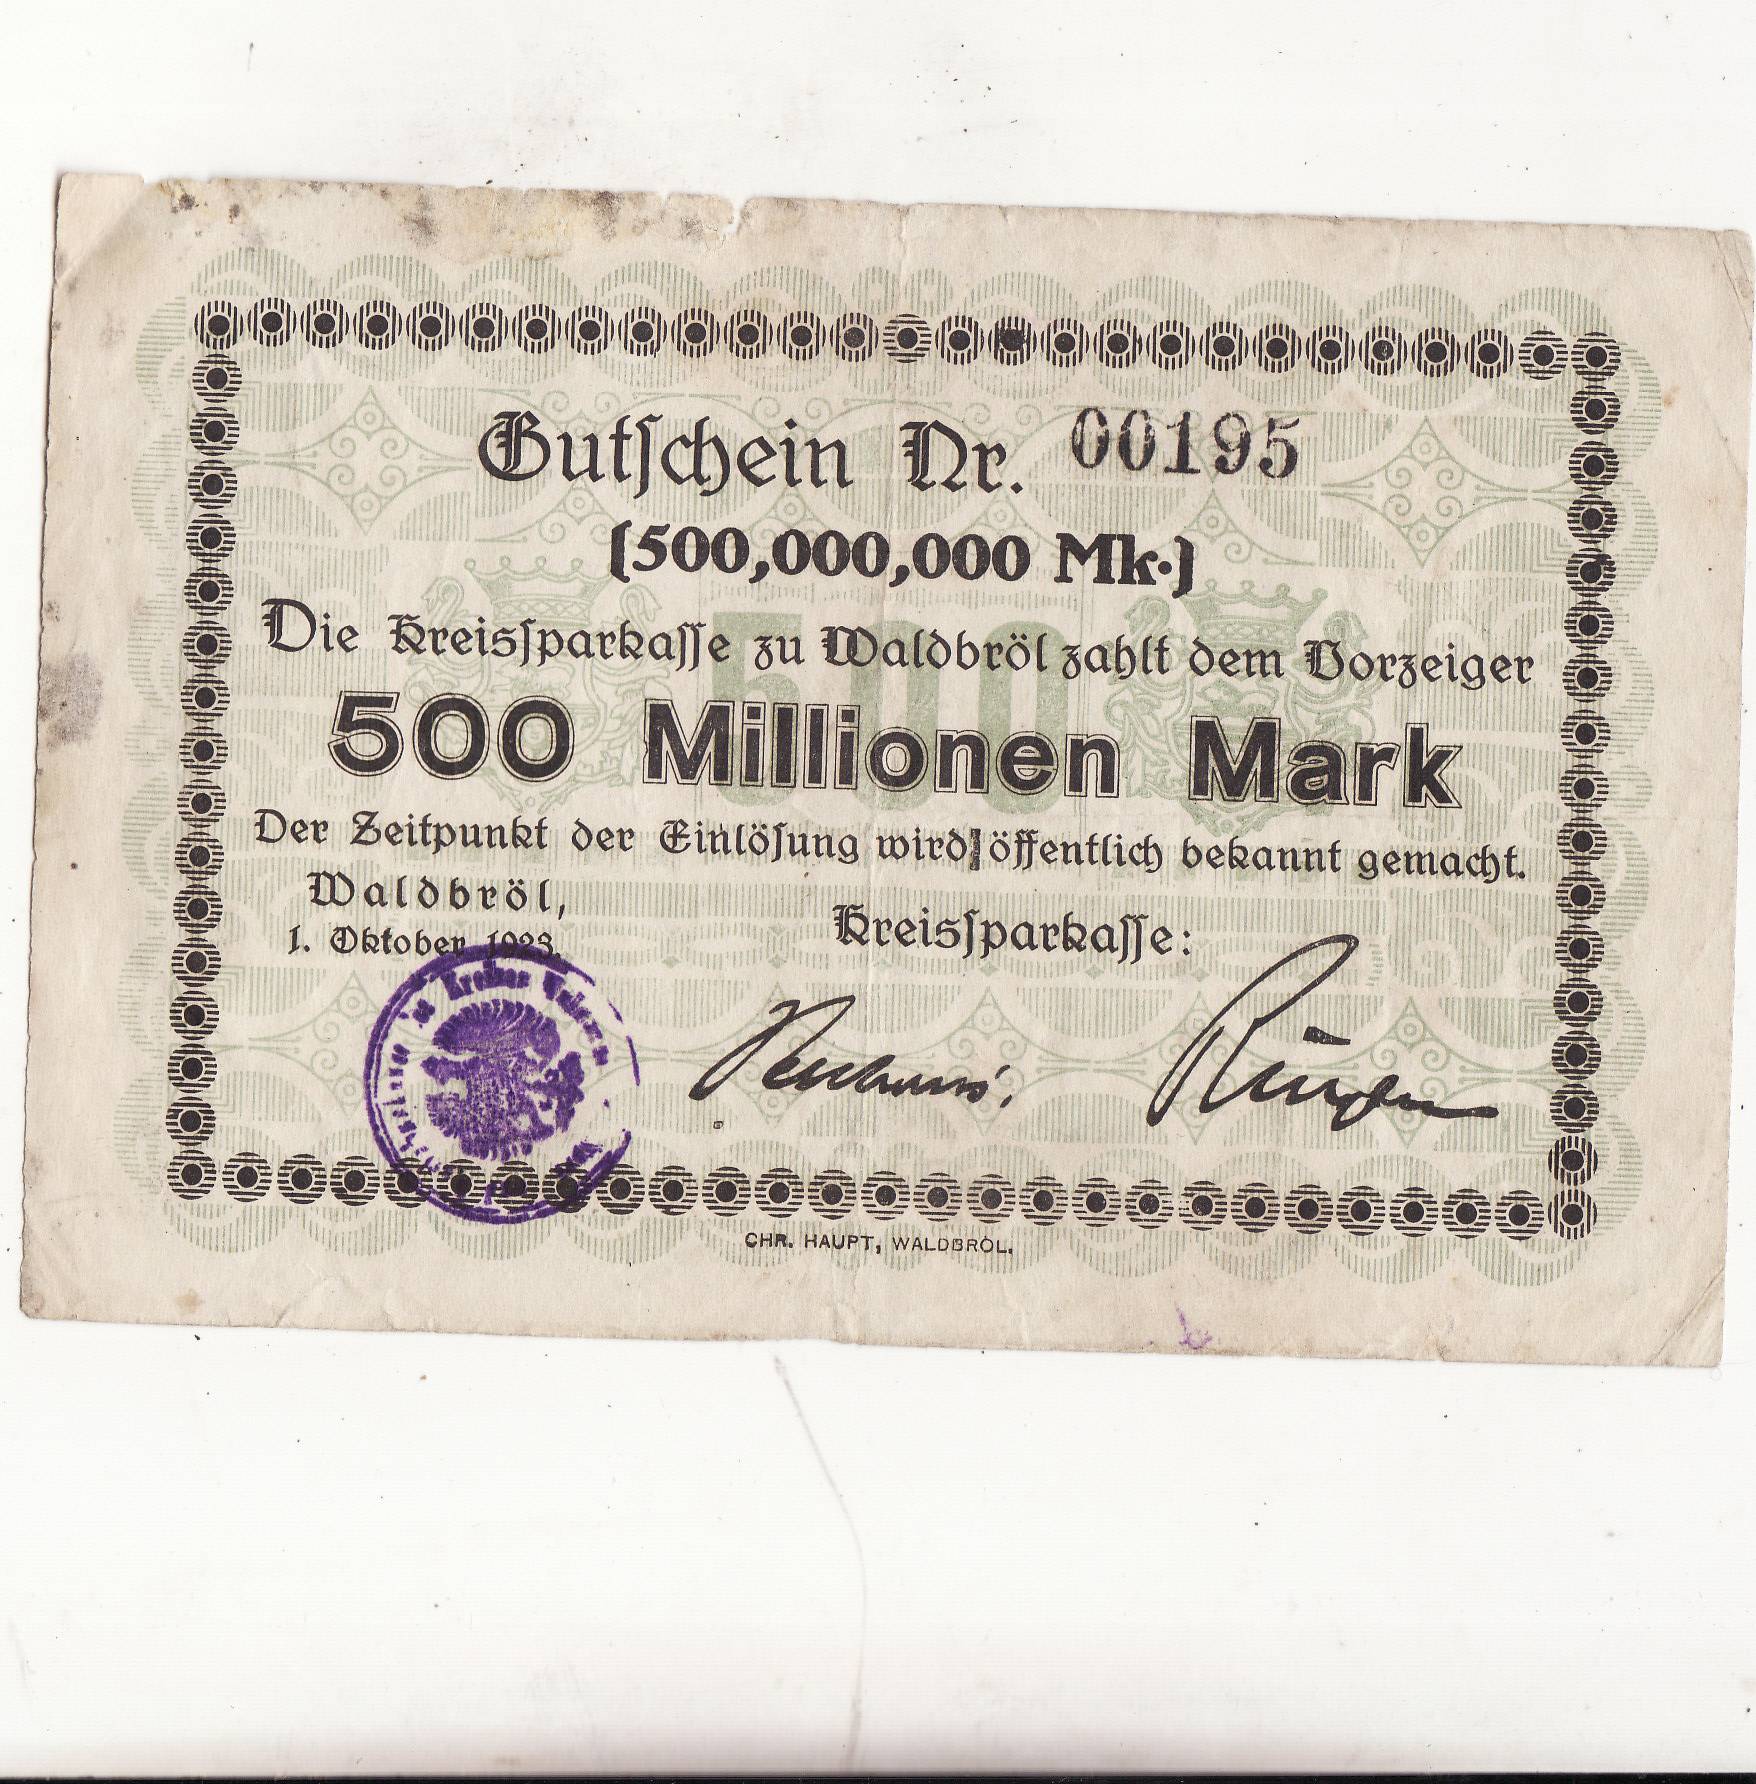 Gutſchein Nr. 00195
(500,000,000 Mk.)
Die Kreisſparkaſſe zu Waldbröl zahlt dem Vorzeiger
500
500 Millionen Mark
Der Zeitpunkt der Einlöſung wird öffentlich bekannt gemacht.
Waldbröl,
1. Oktober 1923.
Kreisſparkaſſe:
CHR. HAUPT, WALDBRÖL.